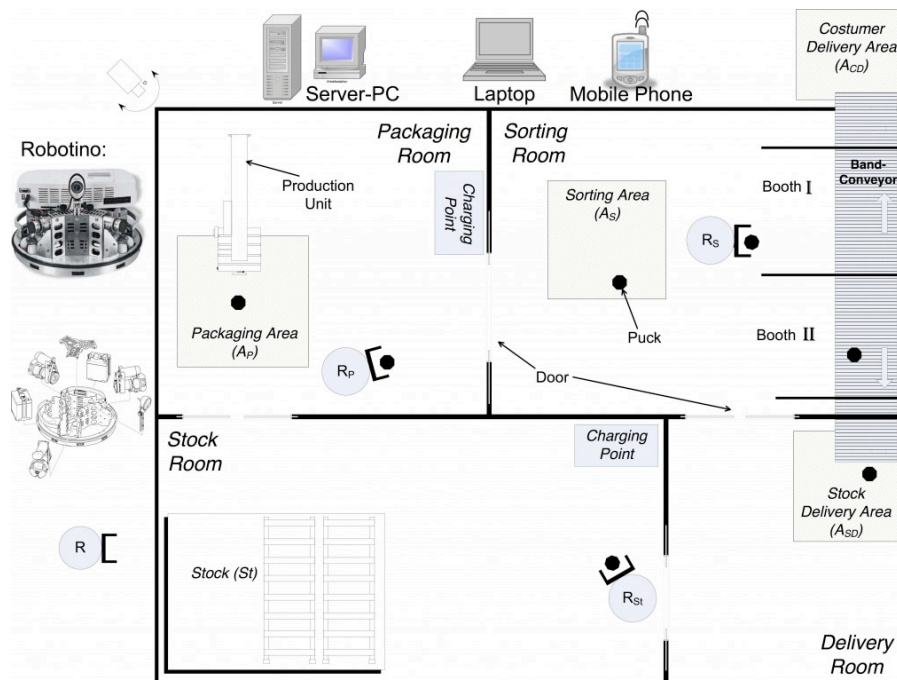 Costumer
Delivery Area
(ACD)
Server-PC
Laptop
Mobile Phone
Robotino:
Packaging
Room
Sorting
Room
Production
Unit
Charging
Point
Sorting Area
(AS)
Booth I
Band-
Conveyor
RS
Puck
Booth II
Packaging Area
(AP)
RP
Door
Stock
Room
Charging
Point
Stock
Delivery Area
(ASD)
R
Stock (St)
RSt
Delivery
Room